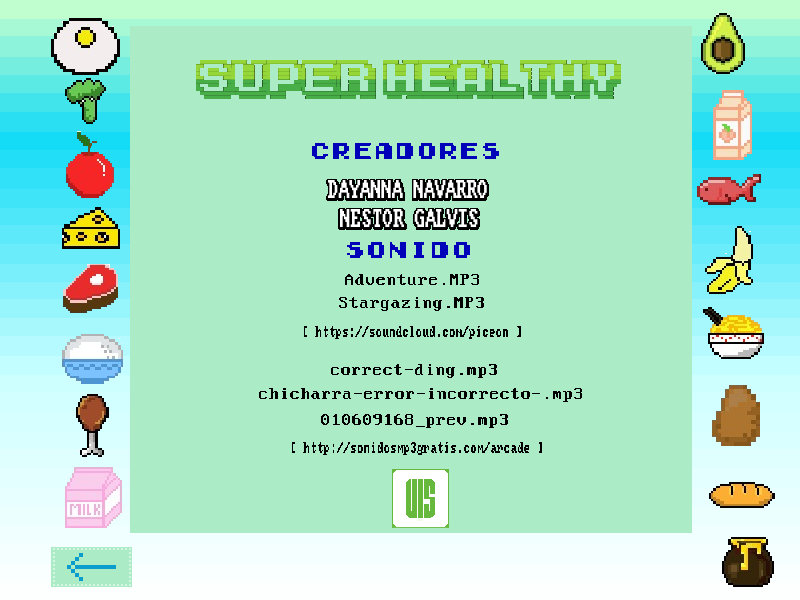 SUPER HEALTHY
CREADORES
DAYANNA NAVARRO
NESTOR GALVIS
SONIDO
Adventure.MP3
Stargazing.MP3
[ https://soundcloud.com/piceon ]
correct-ding.mp3
chicharra-error-incorrecto-.mp3
010609168_prev.mp3
[ http://sonidosmp3gratis.com/arcade ]
UIS
MILK